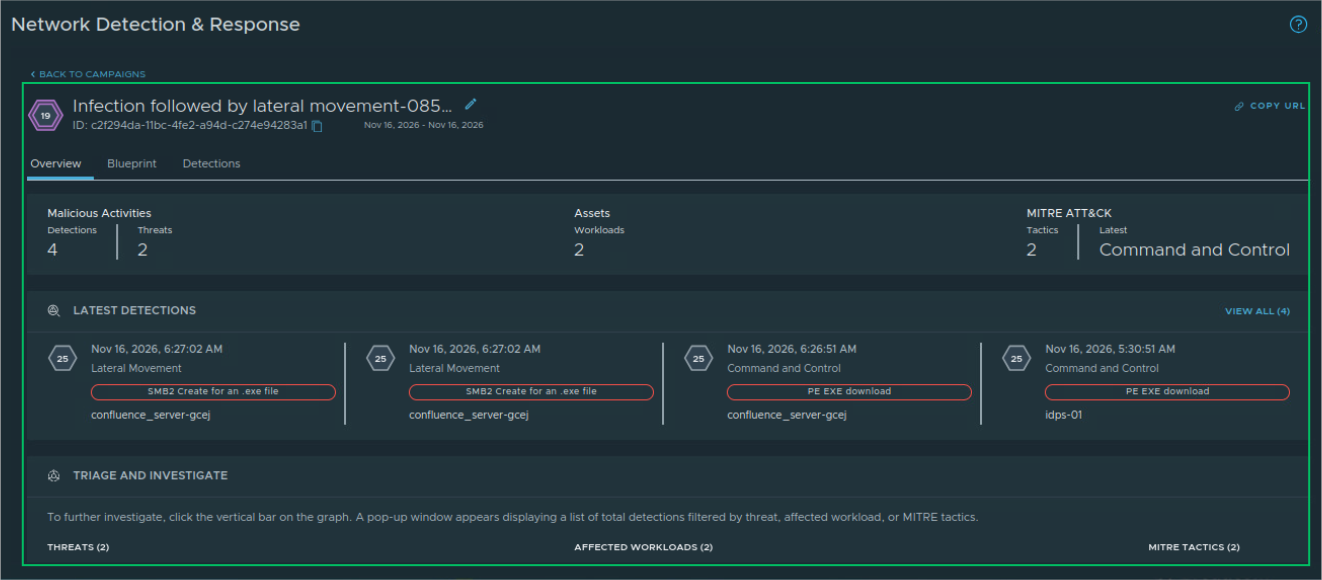 Network Detection & Response
?
BACK TO CAMPAIGNS
19
Infection followed by lateral movement-085...
COPY URL
ID: c2f294da-11bc-4fe2-a94d-c274e94283a1
Nov 16, 2026 - Nov 16, 2026
Overview Blueprint Detections
Malicious Activities Assets MITRE ATT&CK
Detections Threats Workloads Tactics Latest
4 2 2 2 Command and Control
LATEST DETECTIONS VIEW ALL (4)
25
Nov 16, 2026, 6:27:02 AM
Lateral Movement
SMB2 Create for an .exe file
confluence_server-gcej
25
Nov 16, 2026, 6:27:02 AM
Lateral Movement
SMB2 Create for an .exe file
confluence_server-gcej
25
Nov 16, 2026, 6:26:51 AM
Command and Control
PE EXE download
confluence_server-gcej
25
Nov 16, 2026, 5:30:51 AM
Command and Control
PE EXE download
idps-01
TRIAGE AND INVESTIGATE
To further investigate, click the vertical bar on the graph. A pop-up window appears displaying a list of total detections filtered by threat, affected workload, or MITRE tactics.
THREATS (2) AFFECTED WORKLOADS (2) MITRE TACTICS (2)